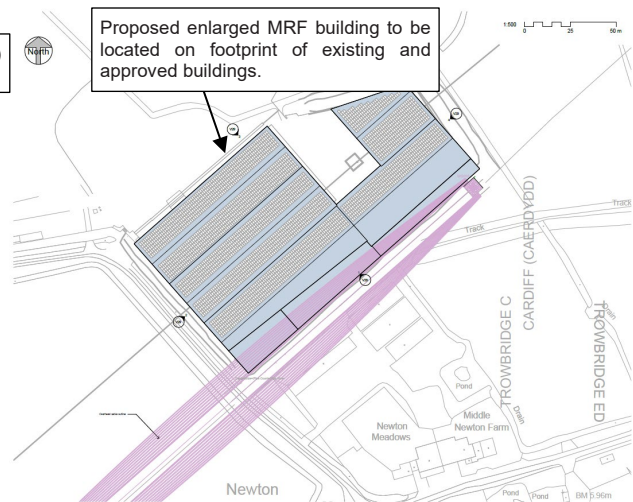 Proposed enlarged MRF building to be
located on footprint of existing and
approved buildings.
North
1:500
0 25 50 m
Track
Track
TROWBRIDGE C
CARDIFF (CAERDYDD)
TROWBRIDGE ED
Drain
Drain
Pond
Middle
Newton Farm
Newton
Meadows
Newton
Pond
Pond
BM 5.96m